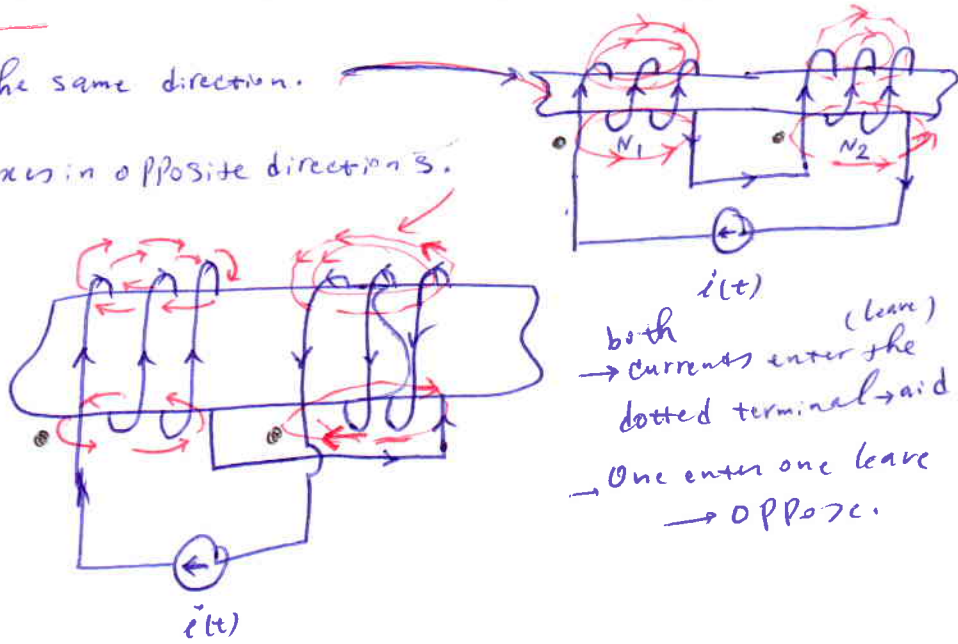 he same direction.
xes in opposite directions.
N1
N2
i(t)
both (leave)
→ currents enter the
dotted terminal → aid
→ One enter one leave
→ oppose.
i(t)